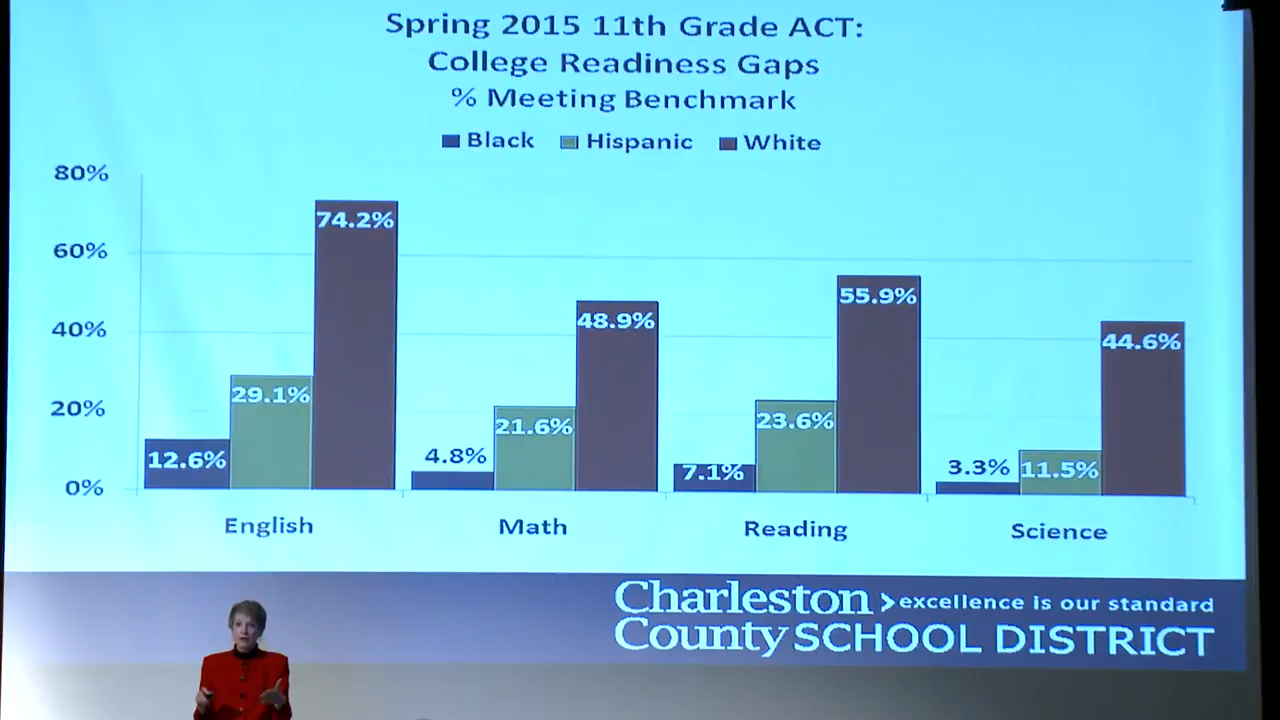 Spring 2015 11th Grade ACT:
College Readiness Gaps
% Meeting Benchmark
Black Hispanic White
80%
60%
40%
20%
0%
12.6% 29.1% 74.2%
4.8% 21.6% 48.9%
7.1% 23.6% 55.9%
3.3% 11.5% 44.6%
English Math Reading Science
Charleston >excellence is our standard
County SCHOOL DISTRICT